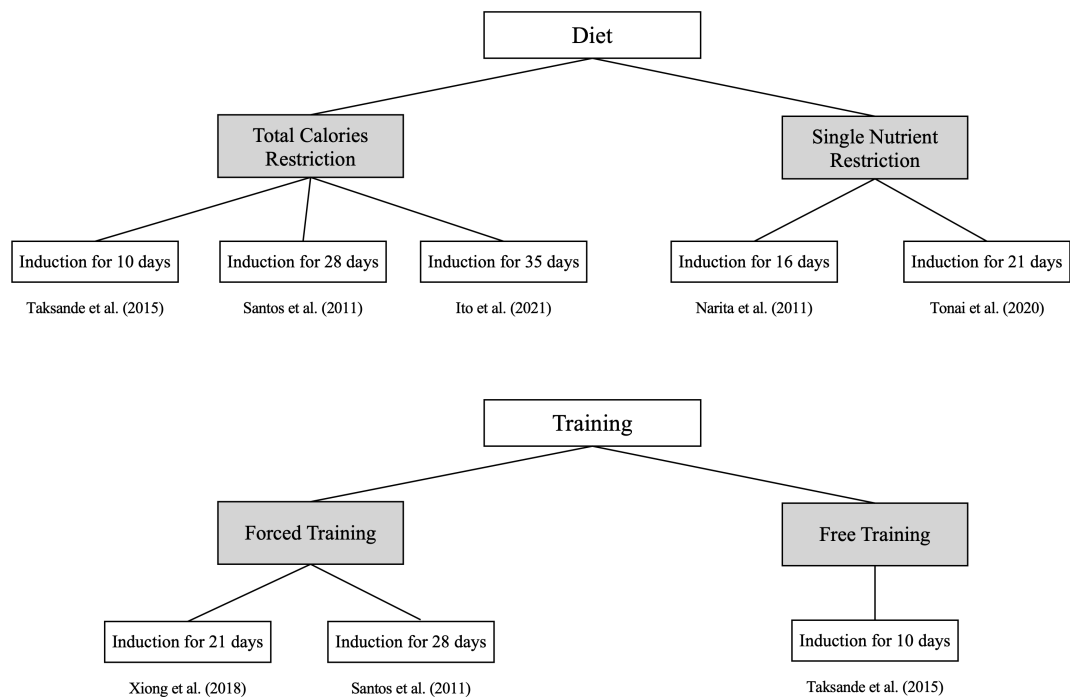 Diet
Total Calories
Restriction
Single Nutrient
Restriction
Induction for 10 days
Induction for 28 days
Induction for 35 days
Induction for 16 days
Induction for 21 days
Taksande et al. (2015)
Santos et al. (2011)
Ito et al. (2021)
Narita et al. (2011)
Tonai et al. (2020)
Training
Forced Training
Free Training
Induction for 21 days
Induction for 28 days
Induction for 10 days
Xiong et al. (2018)
Santos et al. (2011)
Taksande et al. (2015)